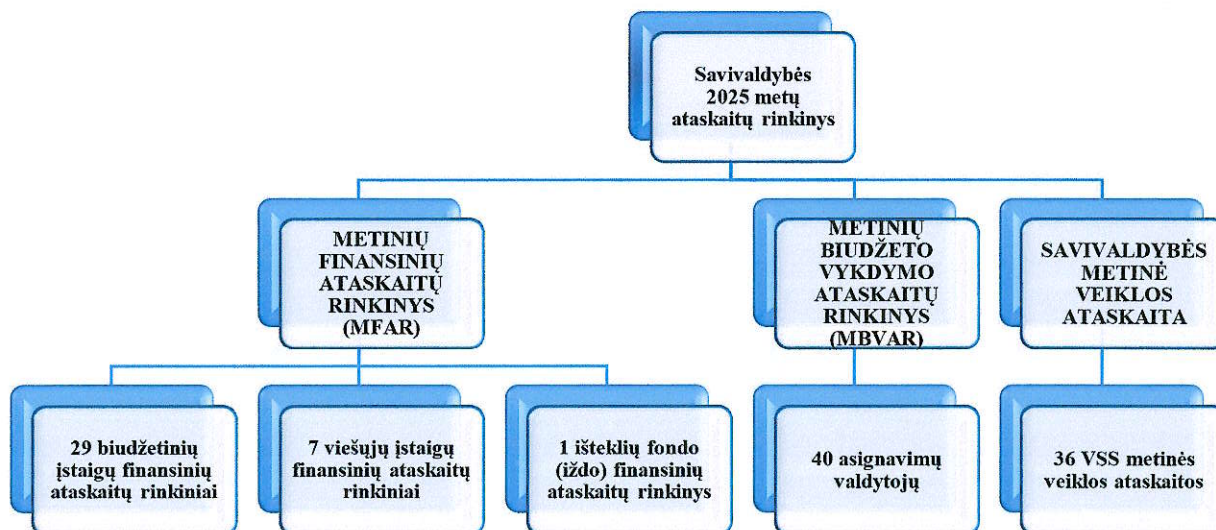 Savivaldybės
2025 metų
ataskaitų rinkinys
METINIŲ
FINANSINIŲ
ATASKAITŲ
RINKINYS
(MFAR)
METINIŲ
BIUDŽETO
VYKDYMO
ATASKAITŲ
RINKINYS
(MBVAR)
SAVIVALDYBĖS
METINĖ
VEIKLOS
ATASKAITA
29 biudžetinių
įstaigų finansinių
ataskaitų rinkiniai
7 viešųjų įstaigų
finansinių ataskaitų
rinkiniai
1 išteklių fondo
(iždo) finansinių
ataskaitų rinkinys
40 asignavimų
valdytojų
36 VSS metinės
veiklos ataskaitos